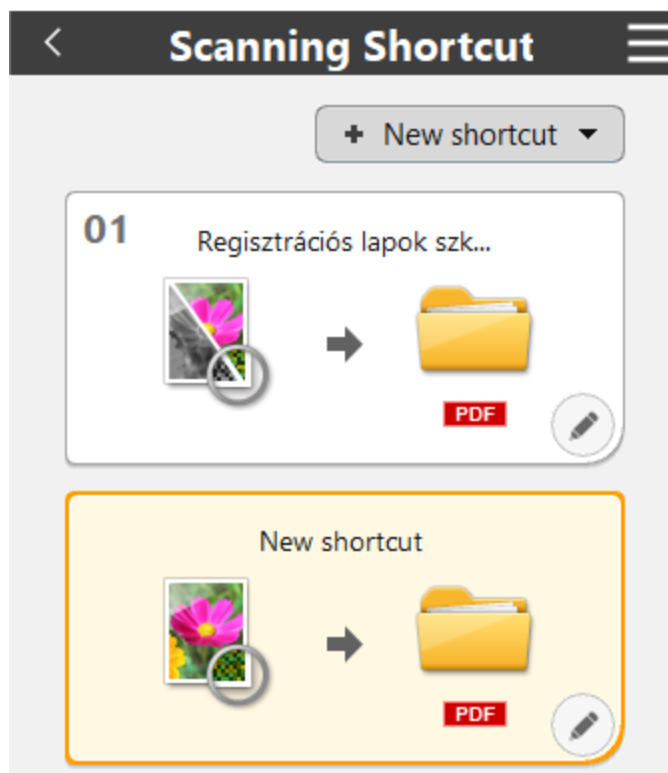 Scanning Shortcut
+ New shortcut
01
Regisztrációs lapok szk...
PDF
New shortcut
PDF